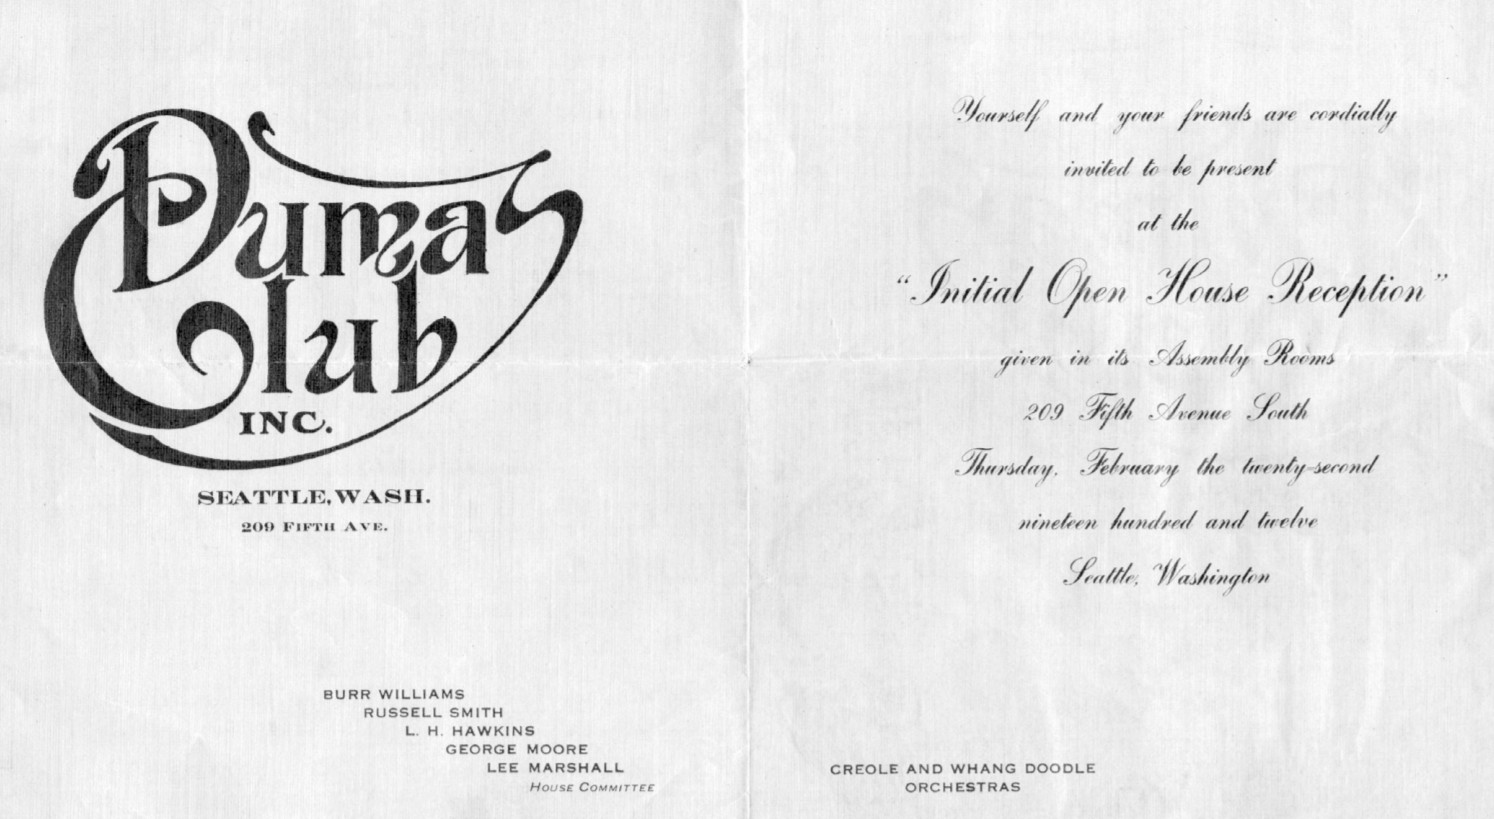 Dumas
Club
INC.
SEATTLE, WASH.
209 FIFTH AVE.
BURR WILLIAMS
RUSSELL SMITH
L. H. HAWKINS
GEORGE MOORE
LEE MARSHALL
HOUSE COMMITTEE
Yourself and your friends are cordially
invited to be present
at the
"Initial Open House Reception"
given in its Assembly Rooms
209 Fifth Avenue South
Thursday, February the twenty-second
nineteen hundred and twelve
Seattle, Washington
CREOLE AND WHANG DOODLE
ORCHESTRAS